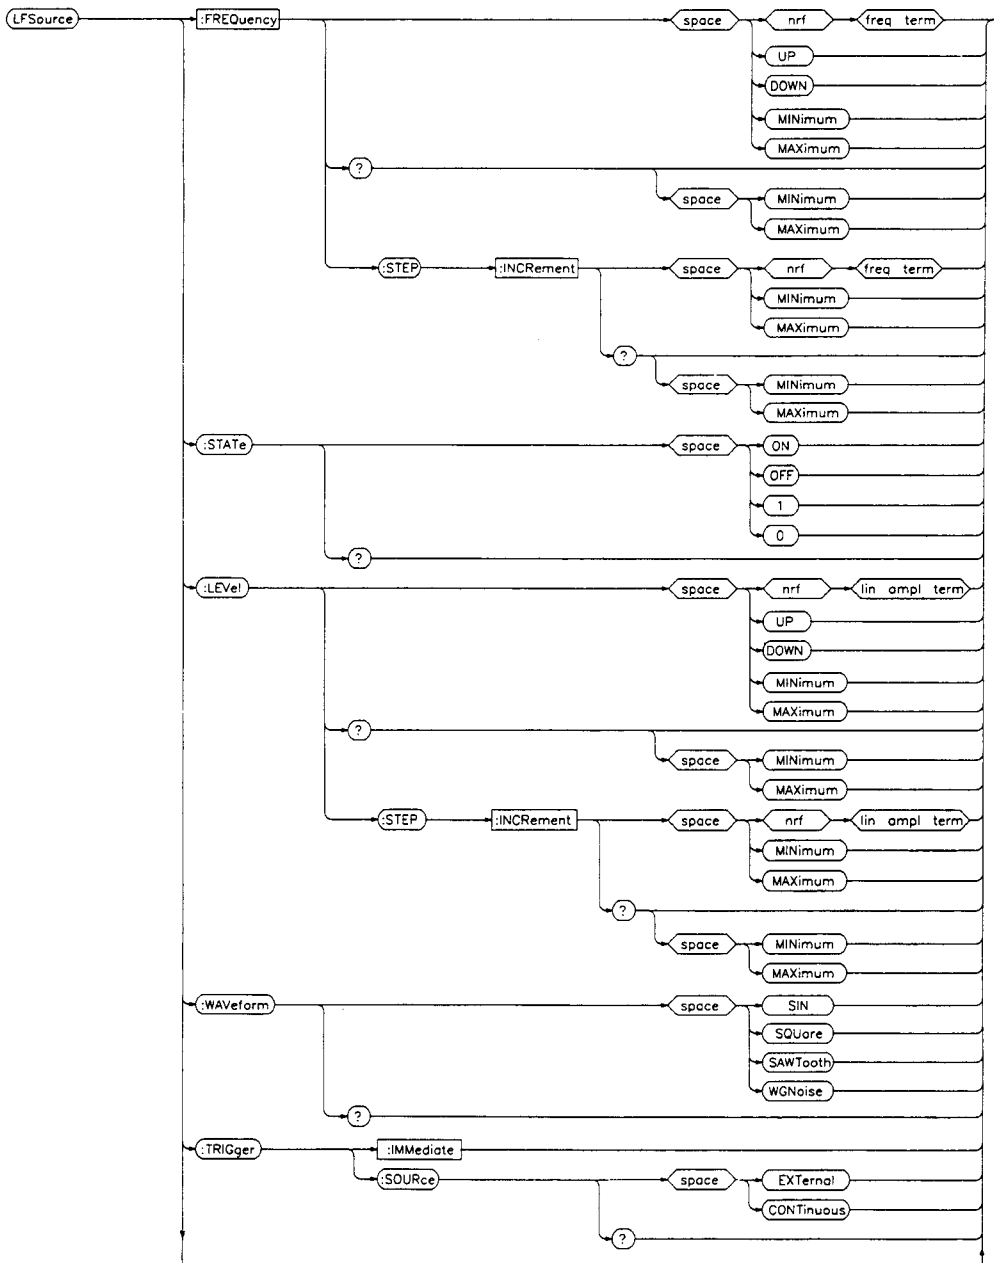 LFSource :FREQuency space nrf freq term
UP
DOWN
MINimum
MAXimum
?
space MINimum
MAXimum
:STEP :INCRement space nrf freq term
MINimum
MAXimum
?
space MINimum
MAXimum
:STATe space ON
OFF
1
0
?
:LEVel space nrf lin ampl term
UP
DOWN
MINimum
MAXimum
?
space MINimum
MAXimum
:STEP :INCRement space nrf lin ampl term
MINimum
MAXimum
?
space MINimum
MAXimum
:WAVeform space SIN
SQUare
SAWTooth
WGNoise
?
:TRIGger :IMMediate
:SOURce space EXTernal
CONTinuous
?